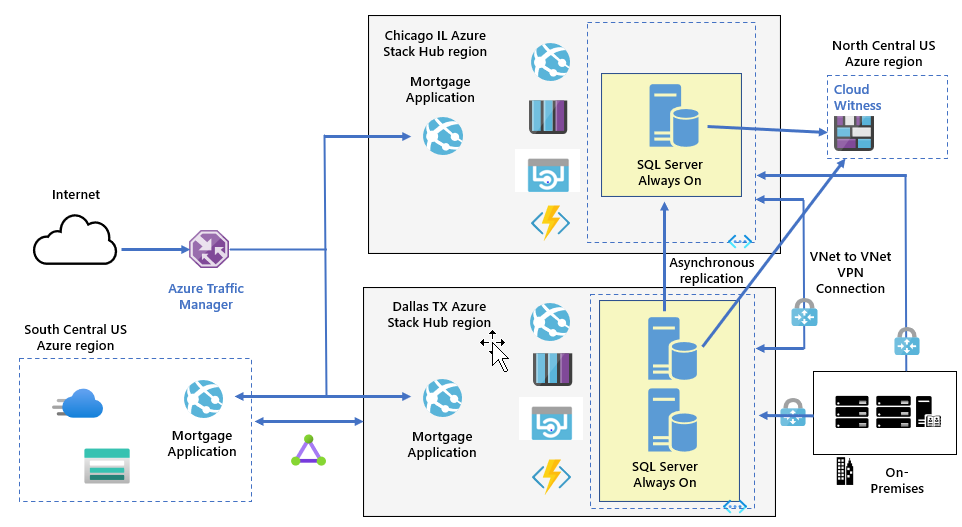 Chicago IL Azure
Stack Hub region
Mortgage
Application
SQL Server
Always On
North Central US
Azure region
Cloud
Witness
Internet
Azure Traffic
Manager
Asynchronous
replication
VNet to VNet
VPN
Connection
Dallas TX Azure
Stack Hub region
Mortgage
Application
SQL Server
Always On
South Central US
Azure region
Mortgage
Application
On-
Premises